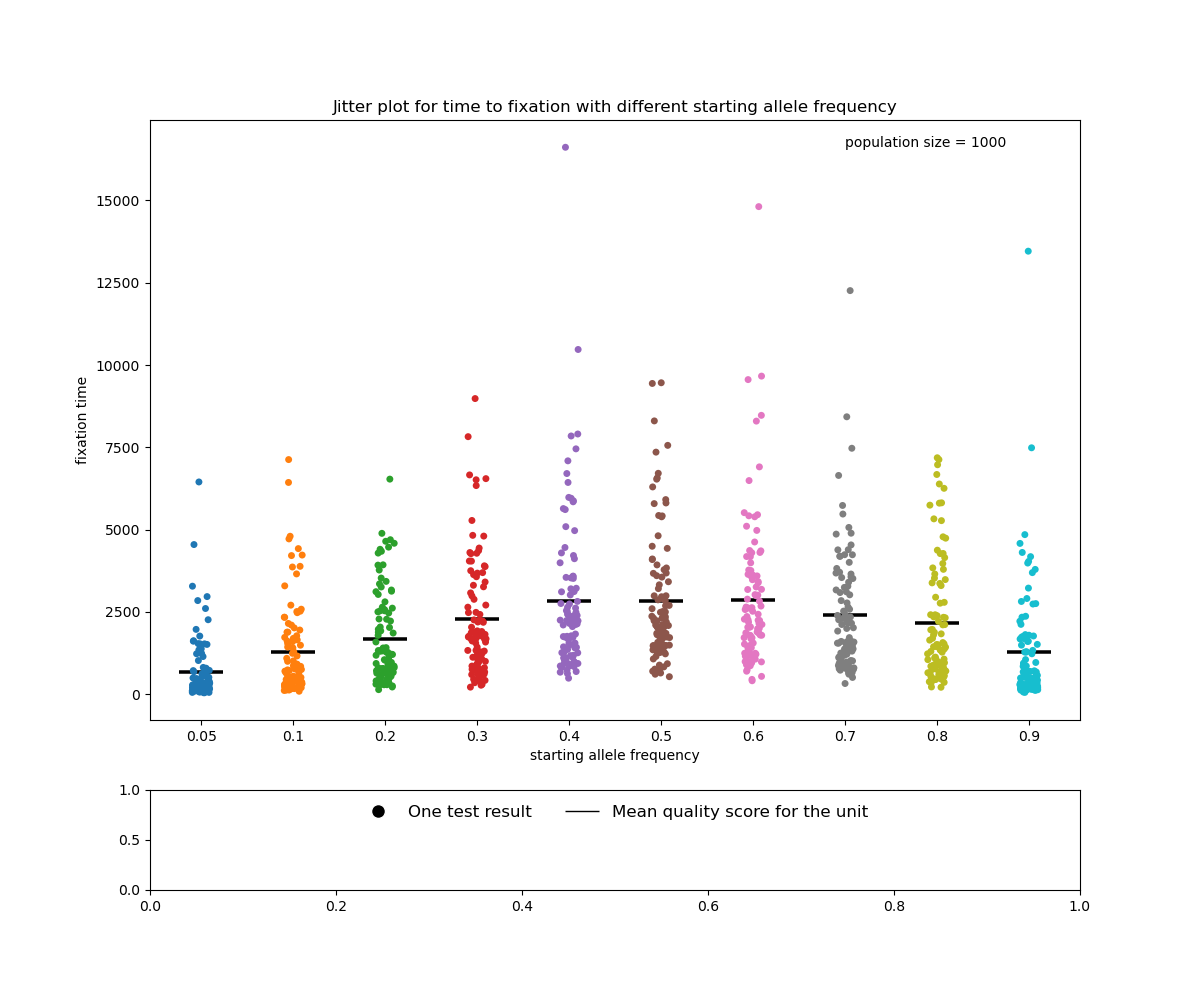 Jitter plot for time to fixation with different starting allele frequency
population size = 1000
15000
12500
10000
7500
5000
2500
0
fixation time
0.05 0.1 0.2 0.3 0.4 0.5 0.6 0.7 0.8 0.9
starting allele frequency
1.0
0.5
0.0
One test result Mean quality score for the unit
0.0 0.2 0.4 0.6 0.8 1.0